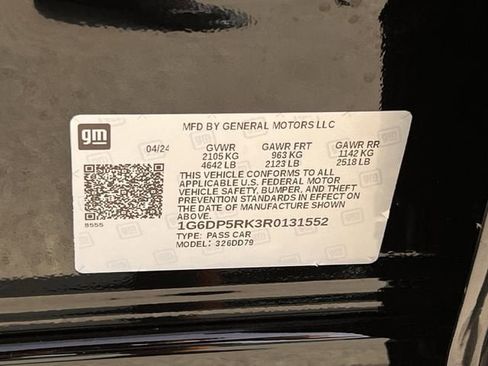 gm
MFD BY GENERAL MOTORS LLC
04/24 GVWR GAWR FRT GAWR RR
2105 KG 963 KG 1142 KG
4642 LB 2123 LB 2518 LB
THIS VEHICLE CONFORMS TO ALL
APPLICABLE U.S. FEDERAL MOTOR
VEHICLE SAFETY, BUMPER, AND THEFT
PREVENTION STANDARDS IN EFFECT ON
THE DATE OF MANUFACTURE SHOWN
ABOVE.
8555 1G6DP5RK3R0131552
TYPE: PASS CAR
MODEL: 326DD79